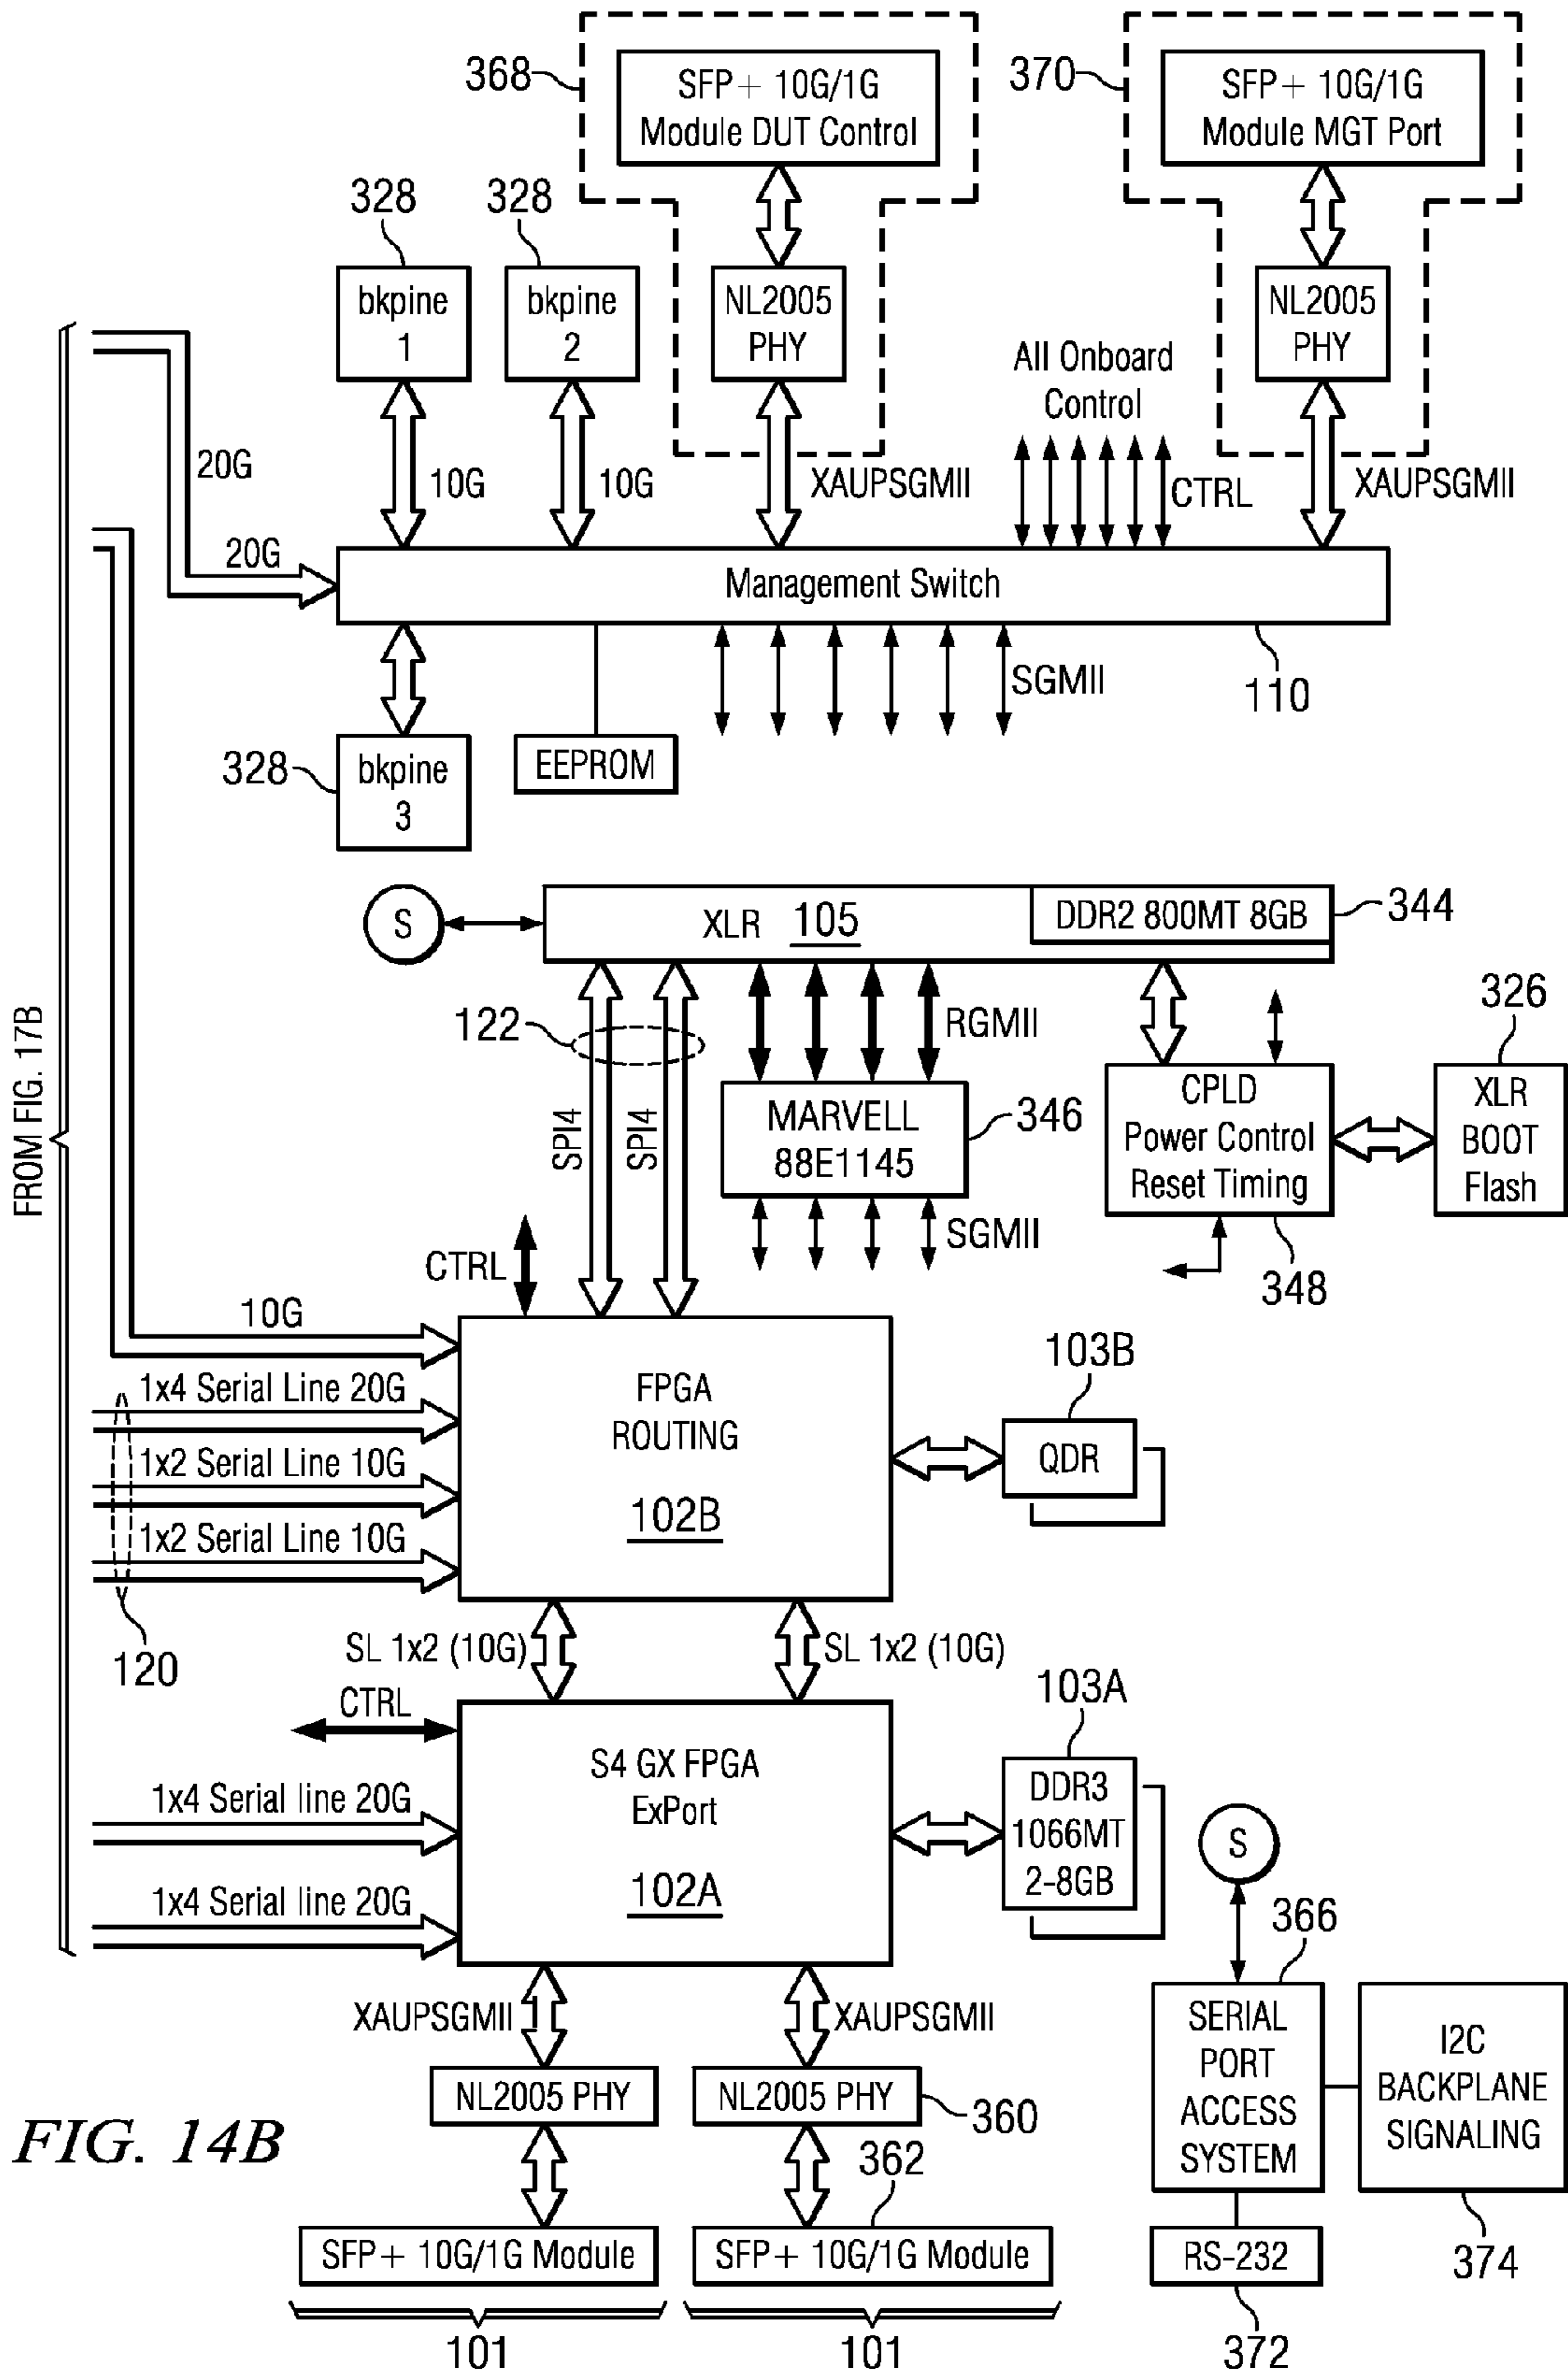 368
SFP+ 10G/1G
Module DUT Control
370
SFP+ 10G/1G
Module MGT Port
328
328
bkpine
1
bkpine
2
NL2005
PHY
All Onboard
Control
NL2005
PHY
20G
10G
10G
XAUPSGMII
CTRL
XAUPSGMII
20G
Management Switch
SGMII
110
328
bkpine
3
EEPROM
S
XLR 105
DDR2 800MT 8GB
344
FROM FIG. 17B
122
SPI4
SPI4
RGMII
326
MARVELL
88E1145
346
CPLD
Power Control
Reset Timing
XLR
BOOT
Flash
SGMII
348
CTRL
10G
1x4 Serial Line 20G
1x2 Serial Line 10G
1x2 Serial Line 10G
120
FPGA
ROUTING
102B
103B
QDR
SL 1x2 (10G)
SL 1x2 (10G)
CTRL
103A
S4 GX FPGA
ExPort
102A
DDR3
1066MT
2-8GB
1x4 Serial line 20G
1x4 Serial line 20G
S
366
XAUPSGMII
XAUPSGMII
SERIAL
PORT
ACCESS
SYSTEM
I2C
BACKPLANE
SIGNALING
NL2005 PHY
NL2005 PHY
360
FIG. 14B
362
SFP+ 10G/1G Module
SFP+ 10G/1G Module
RS-232
374
101
101
372